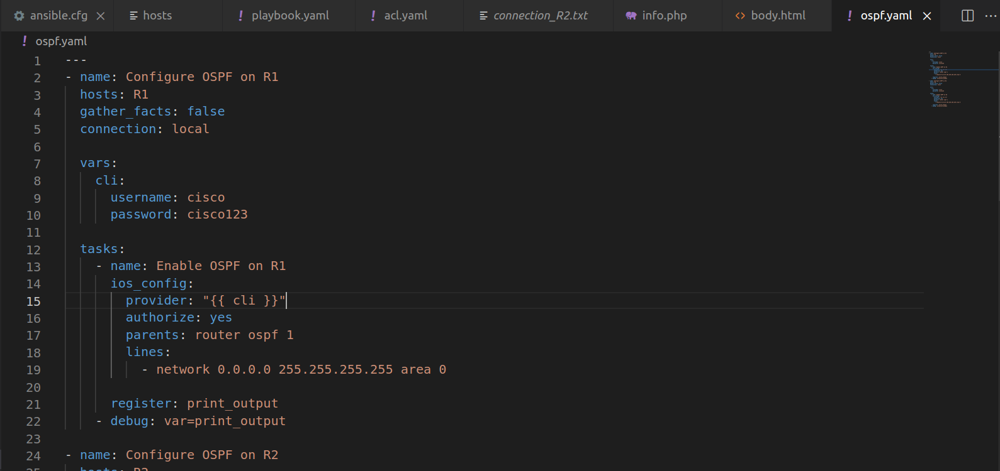 ansible.cfg hosts playbook.yaml acl.yaml connection_R2.txt info.php body.html ospf.yaml
ospf.yaml
1 ---
2 - name: Configure OSPF on R1
3   hosts: R1
4   gather_facts: false
5   connection: local
6
7   vars:
8     cli:
9       username: cisco
10       password: cisco123
11
12   tasks:
13     - name: Enable OSPF on R1
14       ios_config:
15         provider: "{{ cli }}"
16         authorize: yes
17         parents: router ospf 1
18         lines:
19           - network 0.0.0.0 255.255.255.255 area 0
20
21       register: print_output
22     - debug: var=print_output
23
24 - name: Configure OSPF on R2
25   hosts: R2